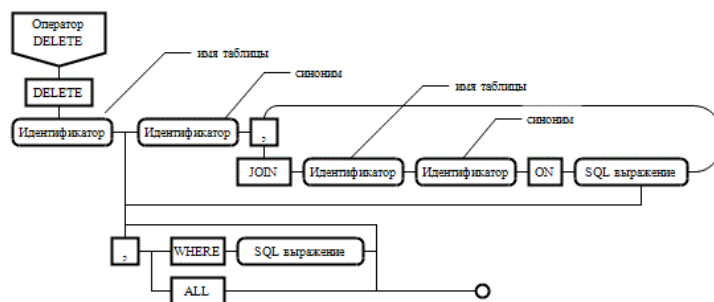 Оператор
DELETE
имя таблицы
синоним
DELETE
имя таблицы
Идентификатор
Идентификатор
,
синоним
JOIN
Идентификатор
Идентификатор
ON
SQL выражение
,
WHERE
SQL выражение
ALL